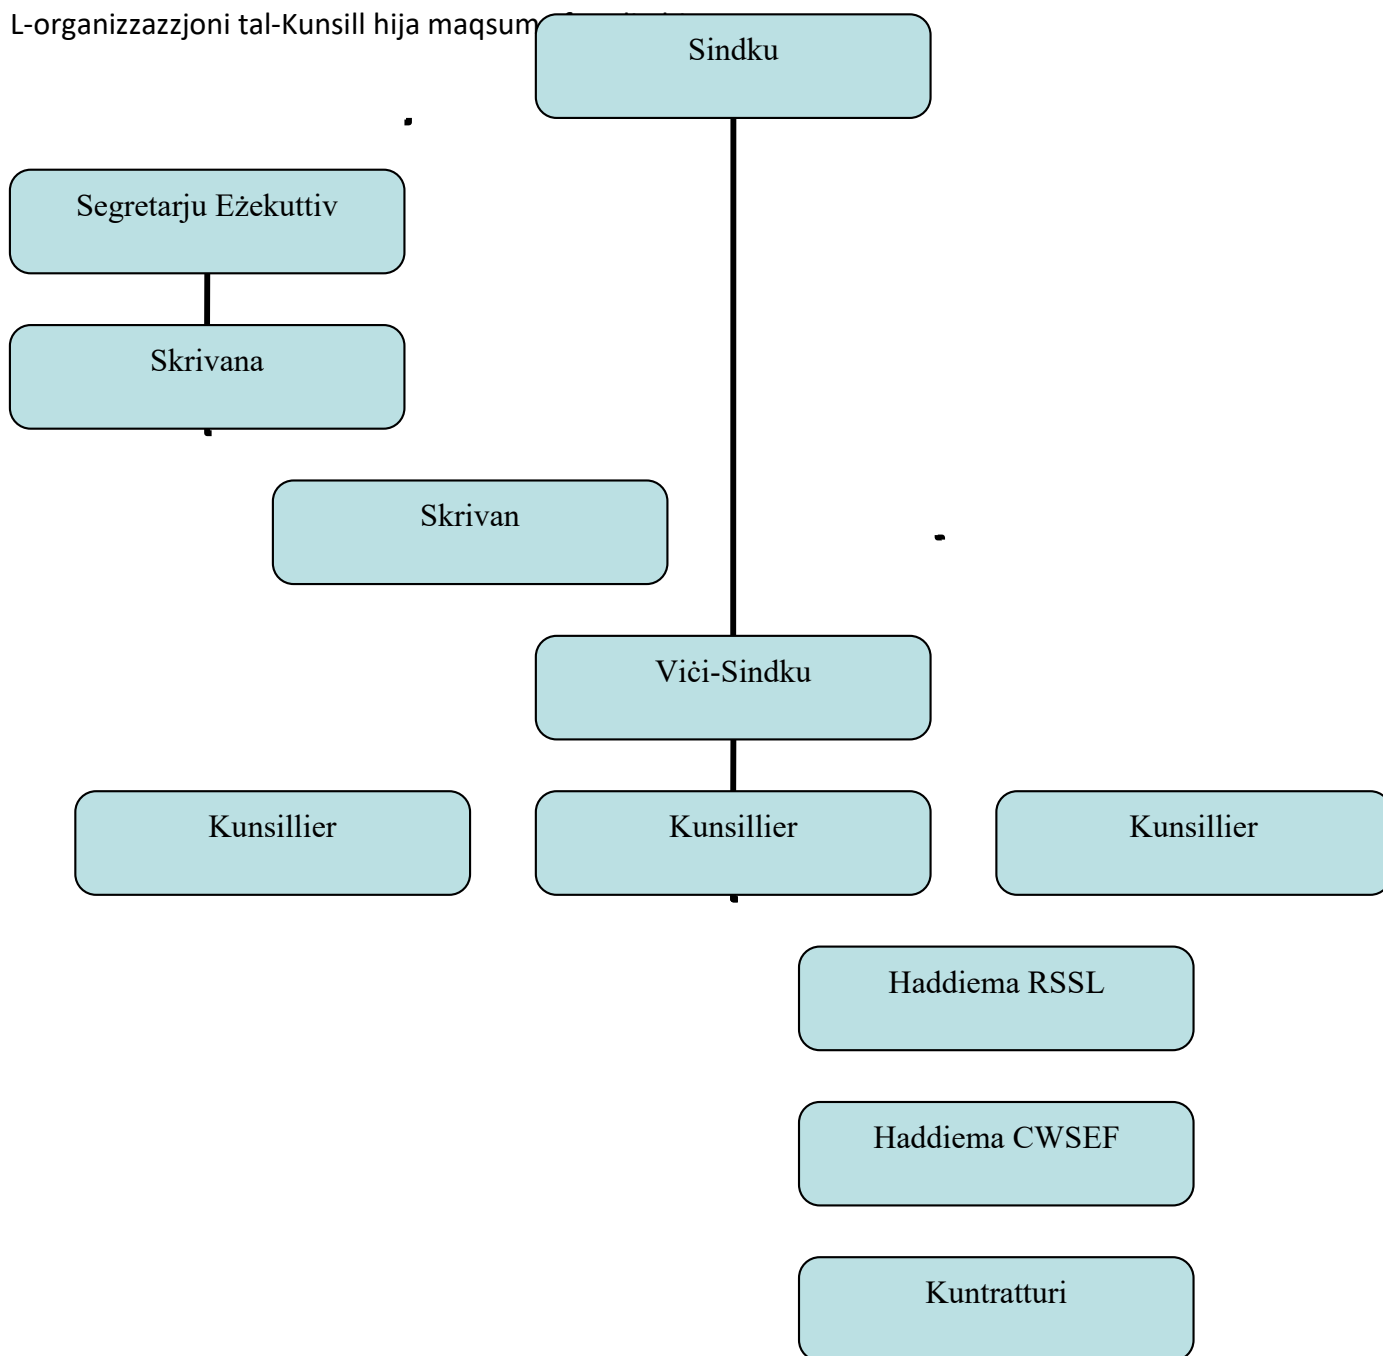 L-organizzazzjoni tal-Kunsill hija
Sindku
Segretarju Eżekuttiv
Skrivana
Skrivan
Viċi-Sindku
Kunsillier
Kunsillier
Kunsillier
Haddiema RSSL
Haddiema CWSEF
Kuntratturi